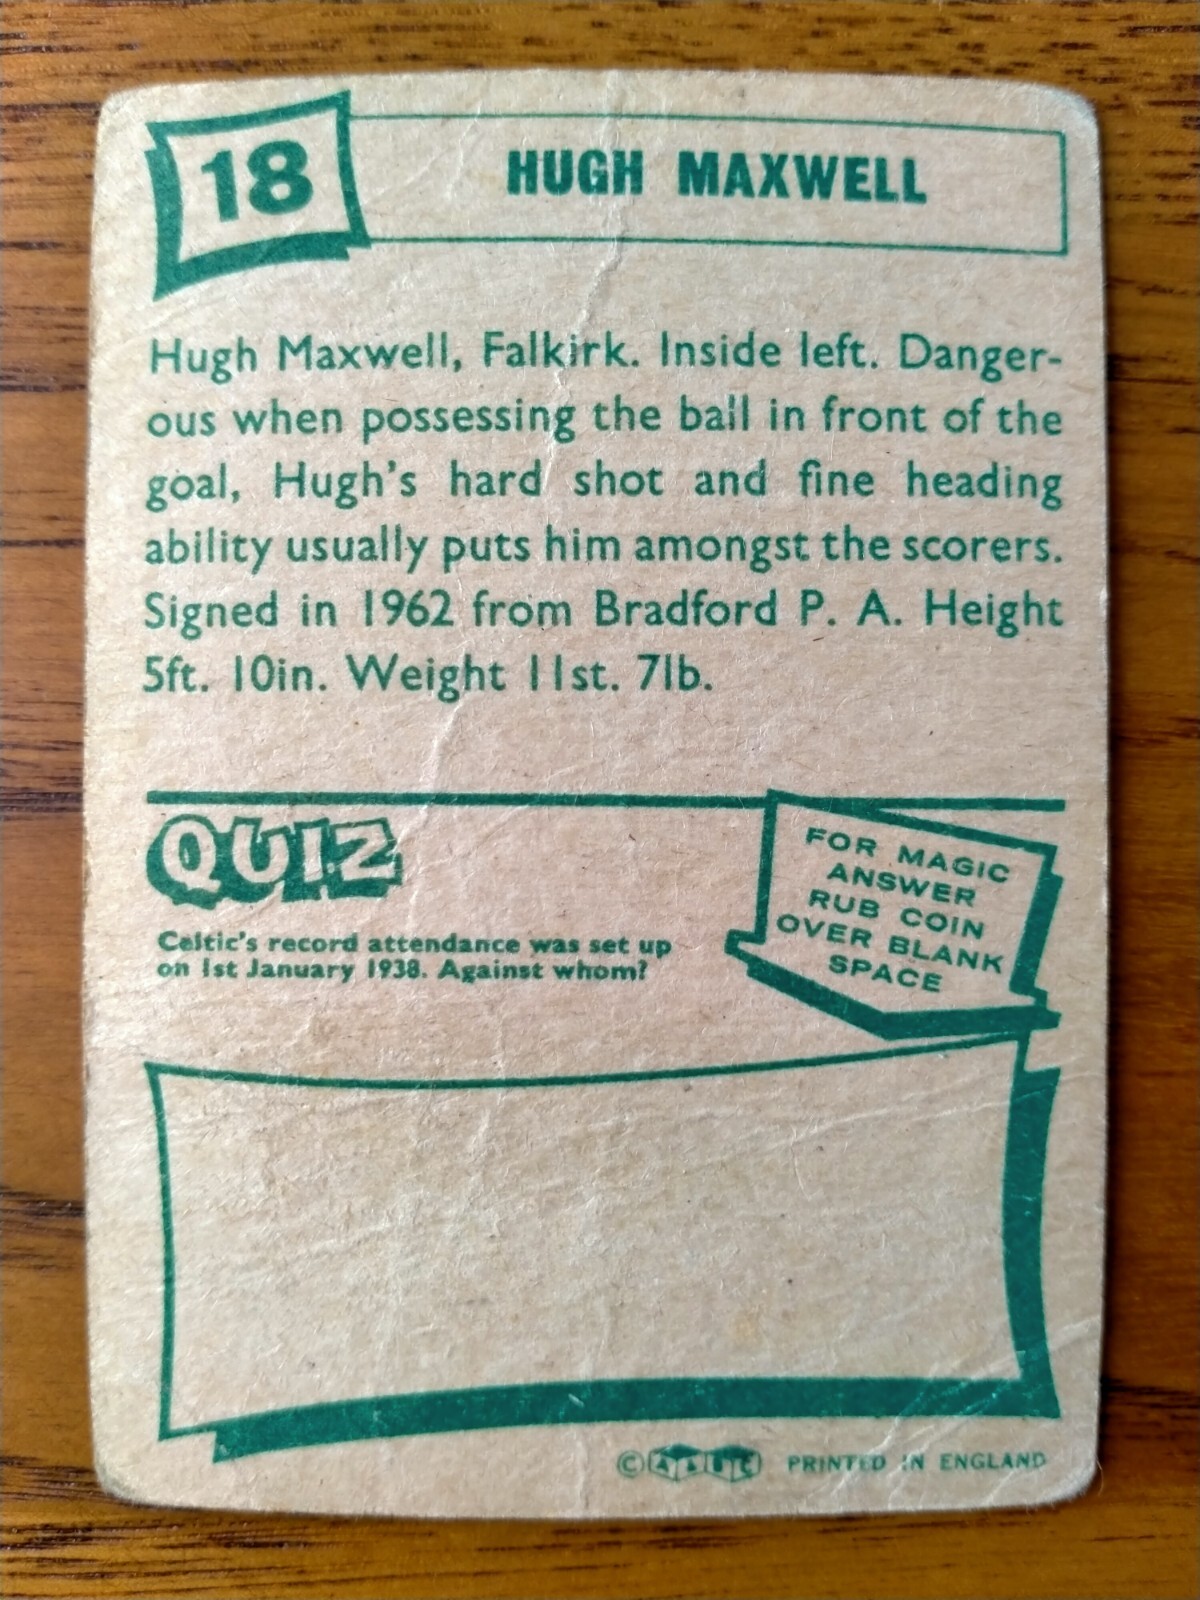 18
HUGH MAXWELL
Hugh Maxwell, Falkirk. Inside left. Danger-
ous when possessing the ball in front of the
goal, Hugh's hard shot and fine heading
ability usually puts him amongst the scorers.
Signed in 1962 from Bradford P. A. Height
5ft. 10in. Weight 11st. 7lb.
QUIZ
Celtic's record attendance was set up
on 1st January 1938. Against whom?
FOR MAGIC
ANSWER
RUB COIN
OVER BLANK
SPACE
© A&BC PRINTED IN ENGLAND